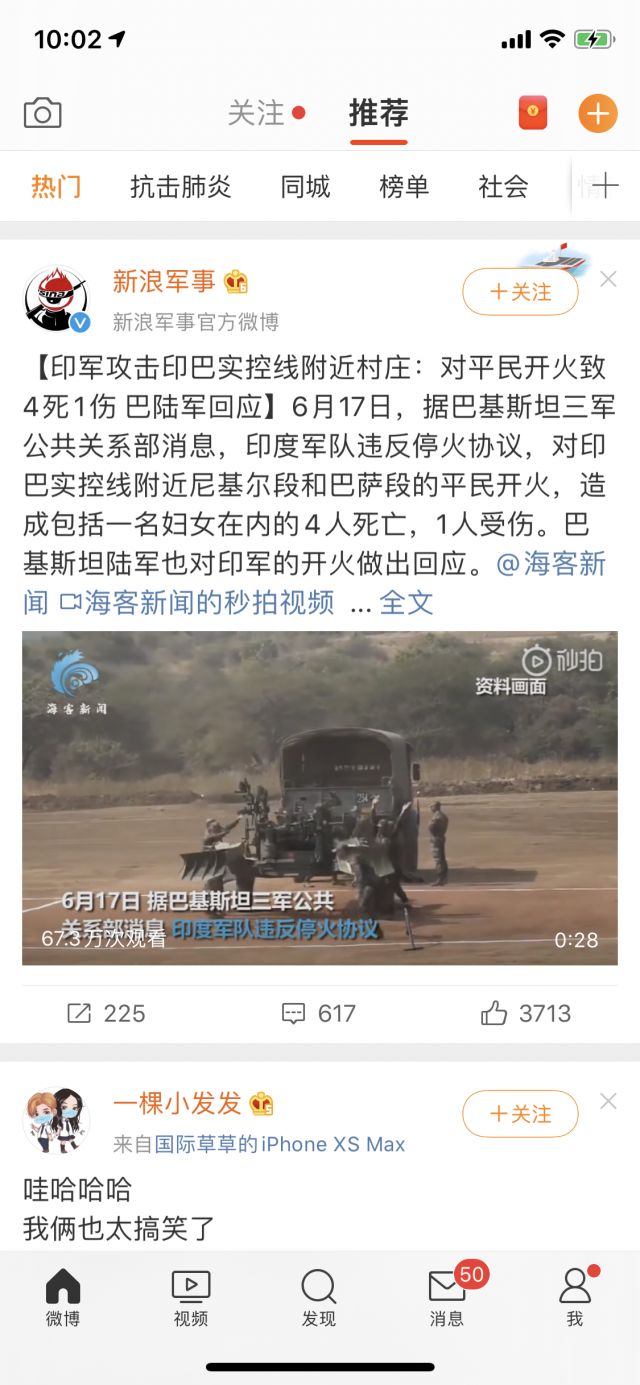 10:02
关注
推荐
热门
抗击肺炎
同城
榜单
社会
新浪军事
+关注
新浪军事官方微博
【印军攻击印巴实控线附近村庄：对平民开火致
4死1伤 巴陆军回应】6月17日，据巴基斯坦三军
公共关系部消息，印度军队违反停火协议，对印
巴实控线附近尼基尔段和巴萨段的平民开火，造
成包括一名妇女在内的4人死亡，1人受伤。巴
基斯坦陆军也对印军的开火做出回应。@海客新
闻 海客新闻的秒拍视频 ... 全文
海客新闻
秒拍
资料画面
6月17日 据巴基斯坦三军公共
关系部消息 印度军队违反停火协议
67.3万次观看
0:28
225
617
3713
一棵小发发
+关注
来自国际草草的iPhone XS Max
哇哈哈哈
我俩也太搞笑了
50
微博
视频
发现
消息
我